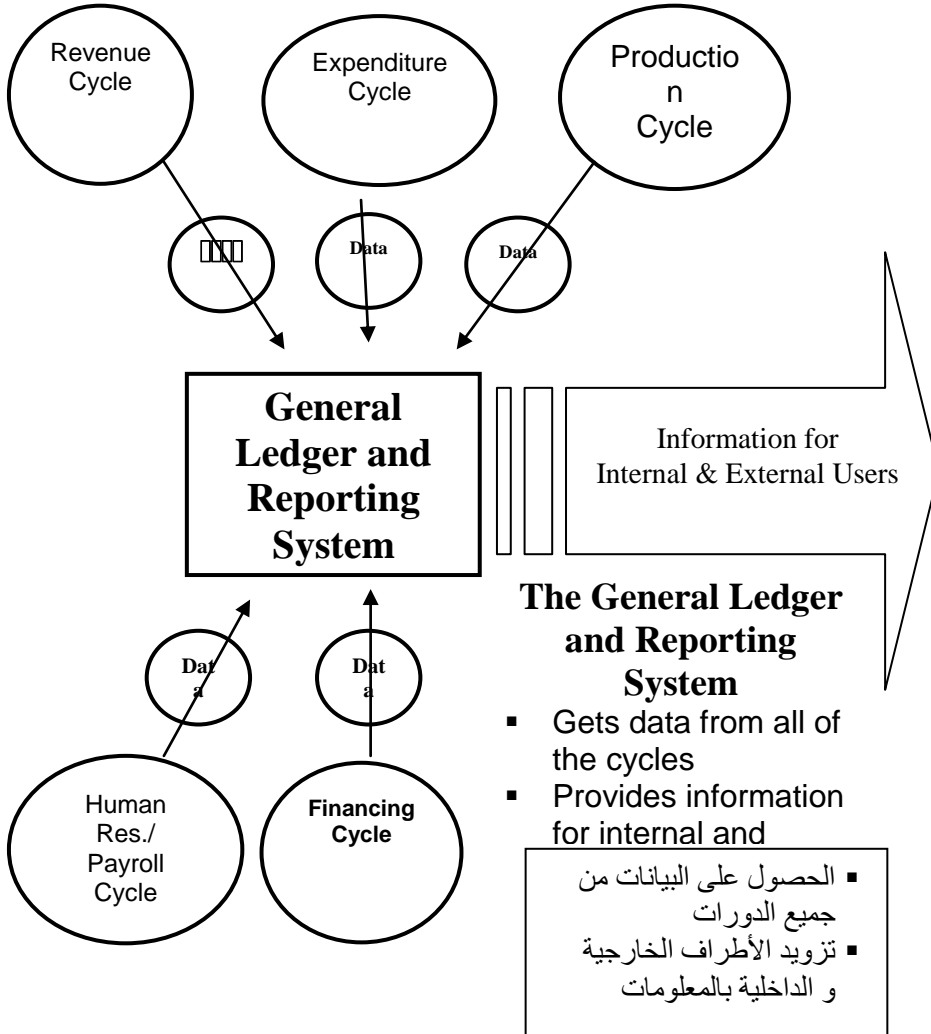 Revenue
Cycle
Expenditure
Cycle
Productio
n
Cycle
Data
Data
General
Ledger and
Reporting
System
Information for
Internal & External Users
The General Ledger
and Reporting
System
▪ Gets data from all of
the cycles
▪ Provides information
for internal and
▪ الحصول على البيانات من
جميع الدورات
▪ تزويد الأطراف الخارجية
و الداخلية بالمعلومات
Dat
a
Dat
a
Human
Res./
Payroll
Cycle
Financing
Cycle